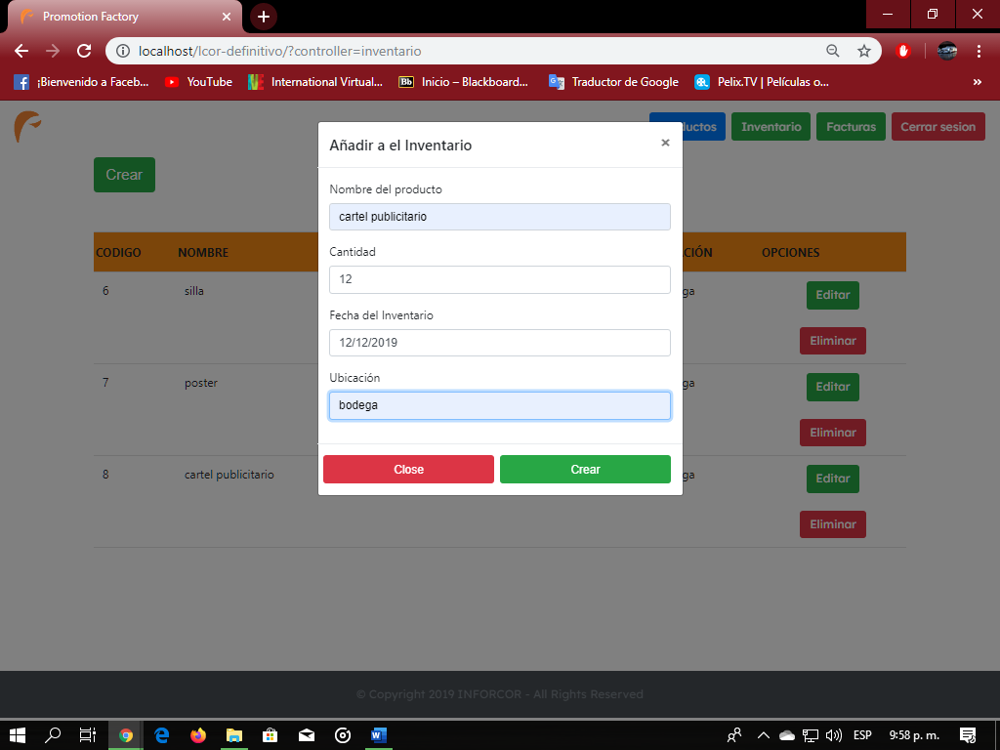 Promotion Factory
localhost/Icor-definitivo/?controller=inventario
¡Bienvenido a Faceb...
YouTube
International Virtual...
Bb Inicio – Blackboard...
Traductor de Google
Pelix.TV | Películas o...
»
Añadir a el Inventario
×
uctos
Inventario
Facturas
Cerrar sesion
Crear
Nombre del producto
cartel publicitario
Cantidad
12
Fecha del Inventario
12/12/2019
Ubicación
bodega
Close
Crear
CODIGO NOMBRE CIÓN OPCIONES
6 silla ga Editar
Eliminar
7 poster ga Editar
Eliminar
8 cartel publicitario ga Editar
Eliminar
© Copyright 2019 INFORCOR - All Rights Reserved
ESP
9:58 p. m.